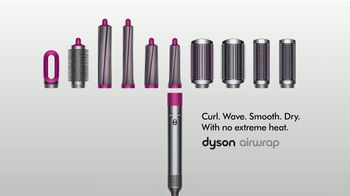 Curl. Wave. Smooth. Dry.
With no extreme heat.
dyson airwrap